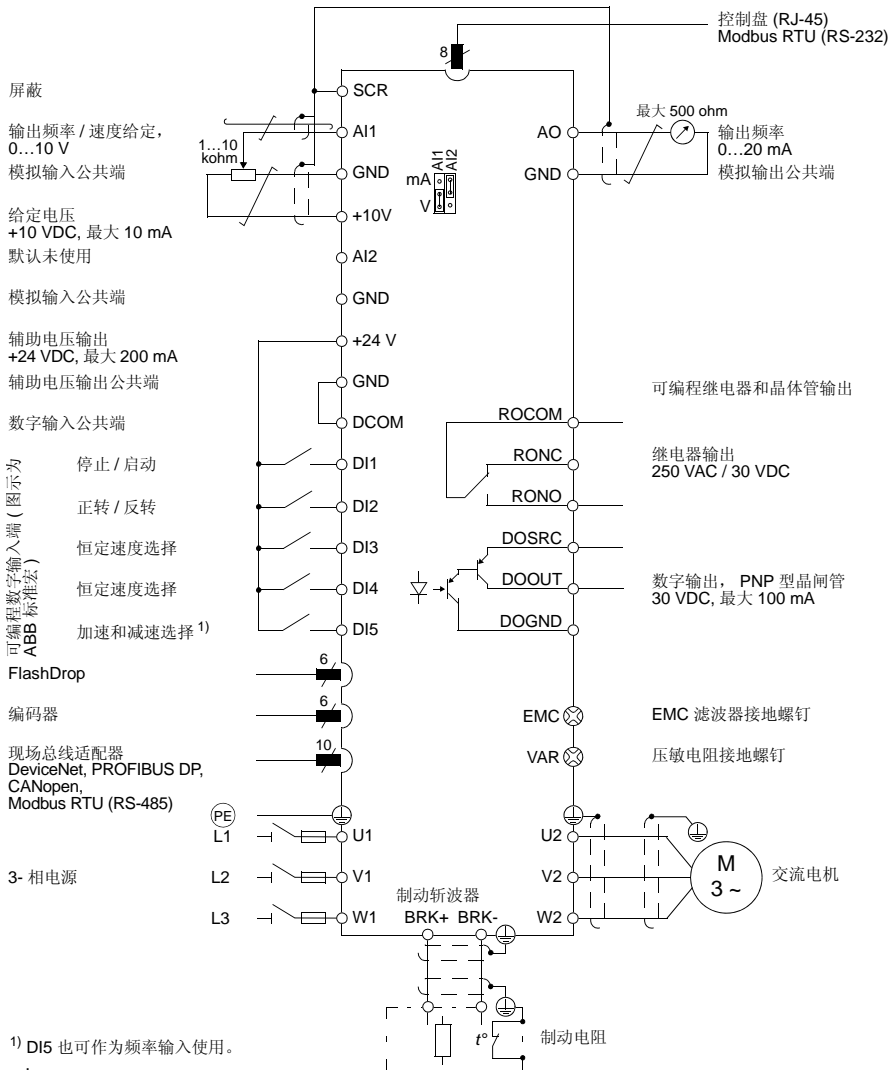 控制盘 (RJ-45)
Modbus RTU (RS-232)
8
屏蔽
SCR
最大 500 ohm
输出频率 / 速度给定，
0…10 V
1…10
kohm
AI1
AO
输出频率
0…20 mA
模拟输入公共端
GND
AI1
AI2
mA
V
GND
模拟输出公共端
给定电压
+10 VDC, 最大 10 mA
+10V
默认未使用
AI2
模拟输入公共端
GND
辅助电压输出
+24 VDC, 最大 200 mA
+24 V
辅助电压输出公共端
GND
可编程继电器和晶体管输出
数字输入公共端
DCOM
ROCOM
可编程数字输入端 ( 图示为
ABB 标准宏 )
停止 / 启动
DI1
RONC
继电器输出
250 VAC / 30 VDC
正转 / 反转
DI2
RONO
恒定速度选择
DI3
DOSRC
恒定速度选择
DI4
DOOUT
数字输出， PNP 型晶闸管
30 VDC, 最大 100 mA
加速和减速选择 1)
DI5
DOGND
FlashDrop
6
编码器
6
EMC
EMC 滤波器接地螺钉
现场总线适配器
DeviceNet, PROFIBUS DP,
CANopen,
Modbus RTU (RS-485)
10
VAR
压敏电阻接地螺钉
PE
L1
U1
U2
3- 相电源
L2
V1
V2
M
3 ~
交流电机
L3
W1
制动斩波器
BRK+ BRK-
W2
t°
制动电阻
1) DI5 也可作为频率输入使用。